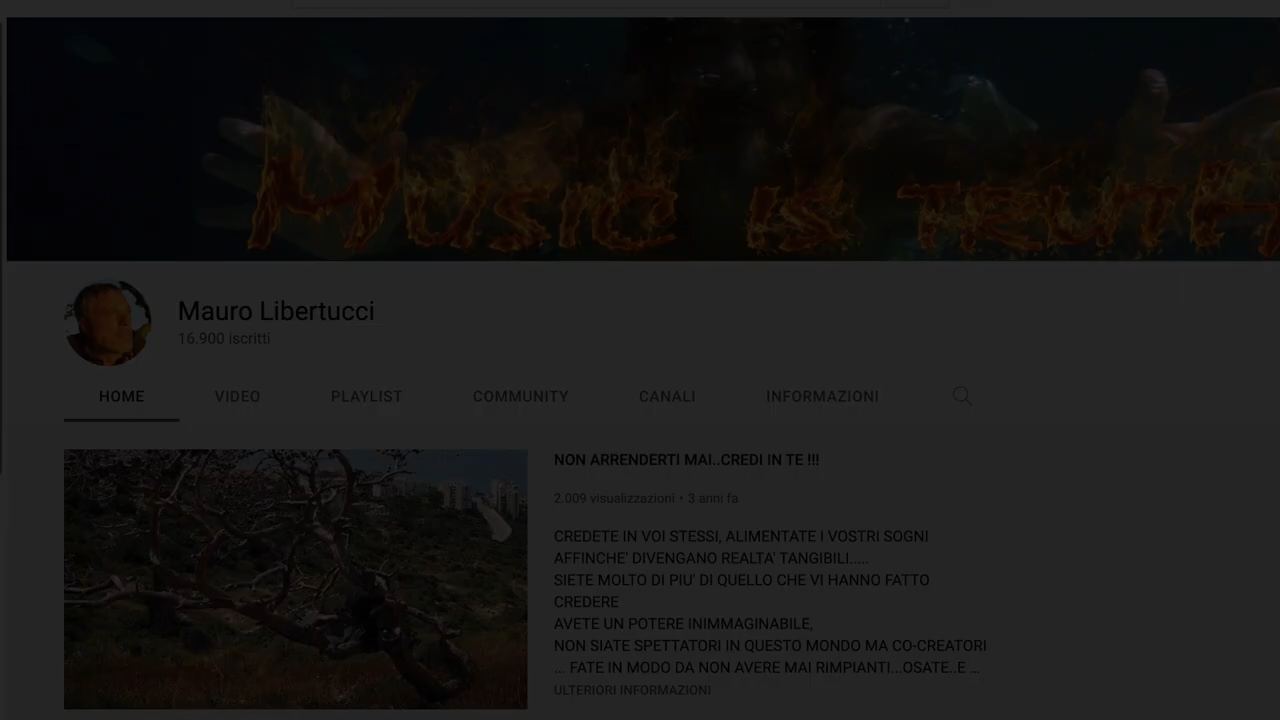 MUSIC IS TRUTH
Mauro Libertucci
16.900 iscritti
HOME
VIDEO
PLAYLIST
COMMUNITY
CANALI
INFORMAZIONI
NON ARRENDERTI MAI..CREDI IN TE !!!
2.009 visualizzazioni • 3 anni fa
CREDETE IN VOI STESSI, ALIMENTATE I VOSTRI SOGNI
AFFINCHE' DIVENGANO REALTA' TANGIBILI.....
SIETE MOLTO DI PIU' DI QUELLO CHE VI HANNO FATTO
CREDERE
AVETE UN POTERE INIMMAGINABILE,
NON SIATE SPETTATORI IN QUESTO MONDO MA CO-CREATORI
... FATE IN MODO DA NON AVERE MAI RIMPIANTI...OSATE..E ...
ULTERIORI INFORMAZIONI